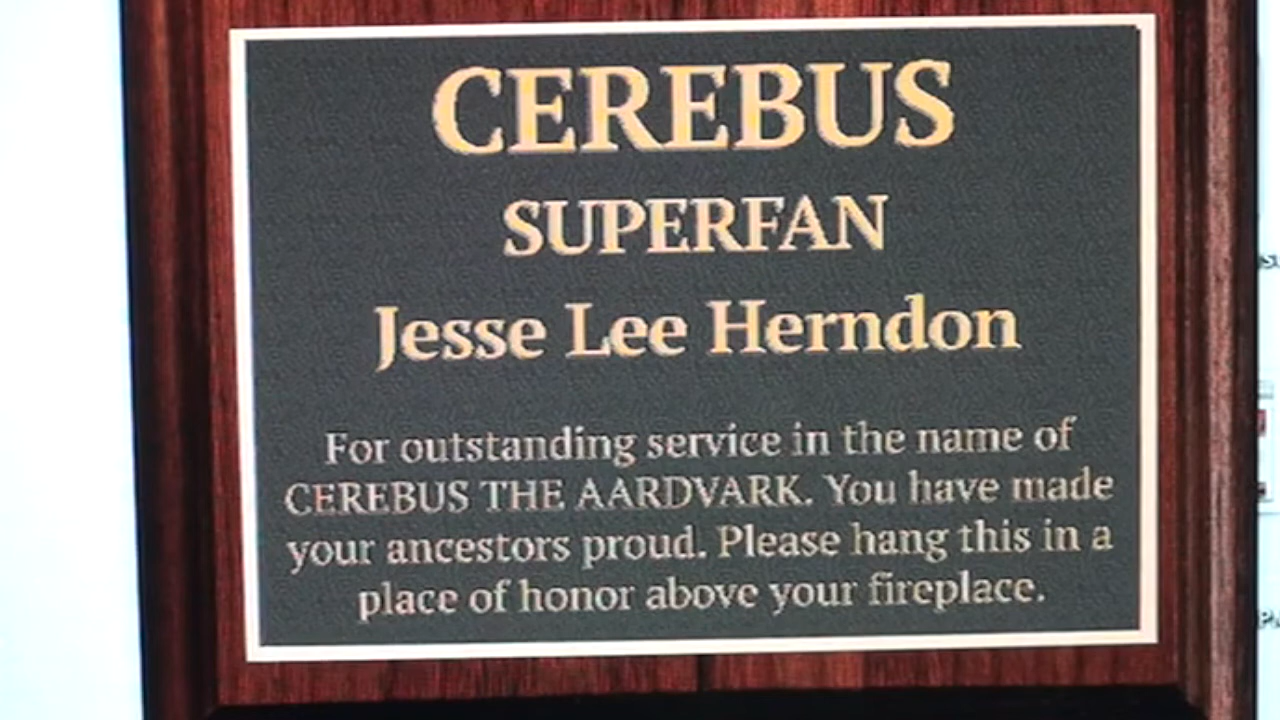 CEREBUS
SUPERFAN
Jesse Lee Herndon
For outstanding service in the name of
CEREBUS THE AARDVARK. You have made
your ancestors proud. Please hang this in a
place of honor above your fireplace.